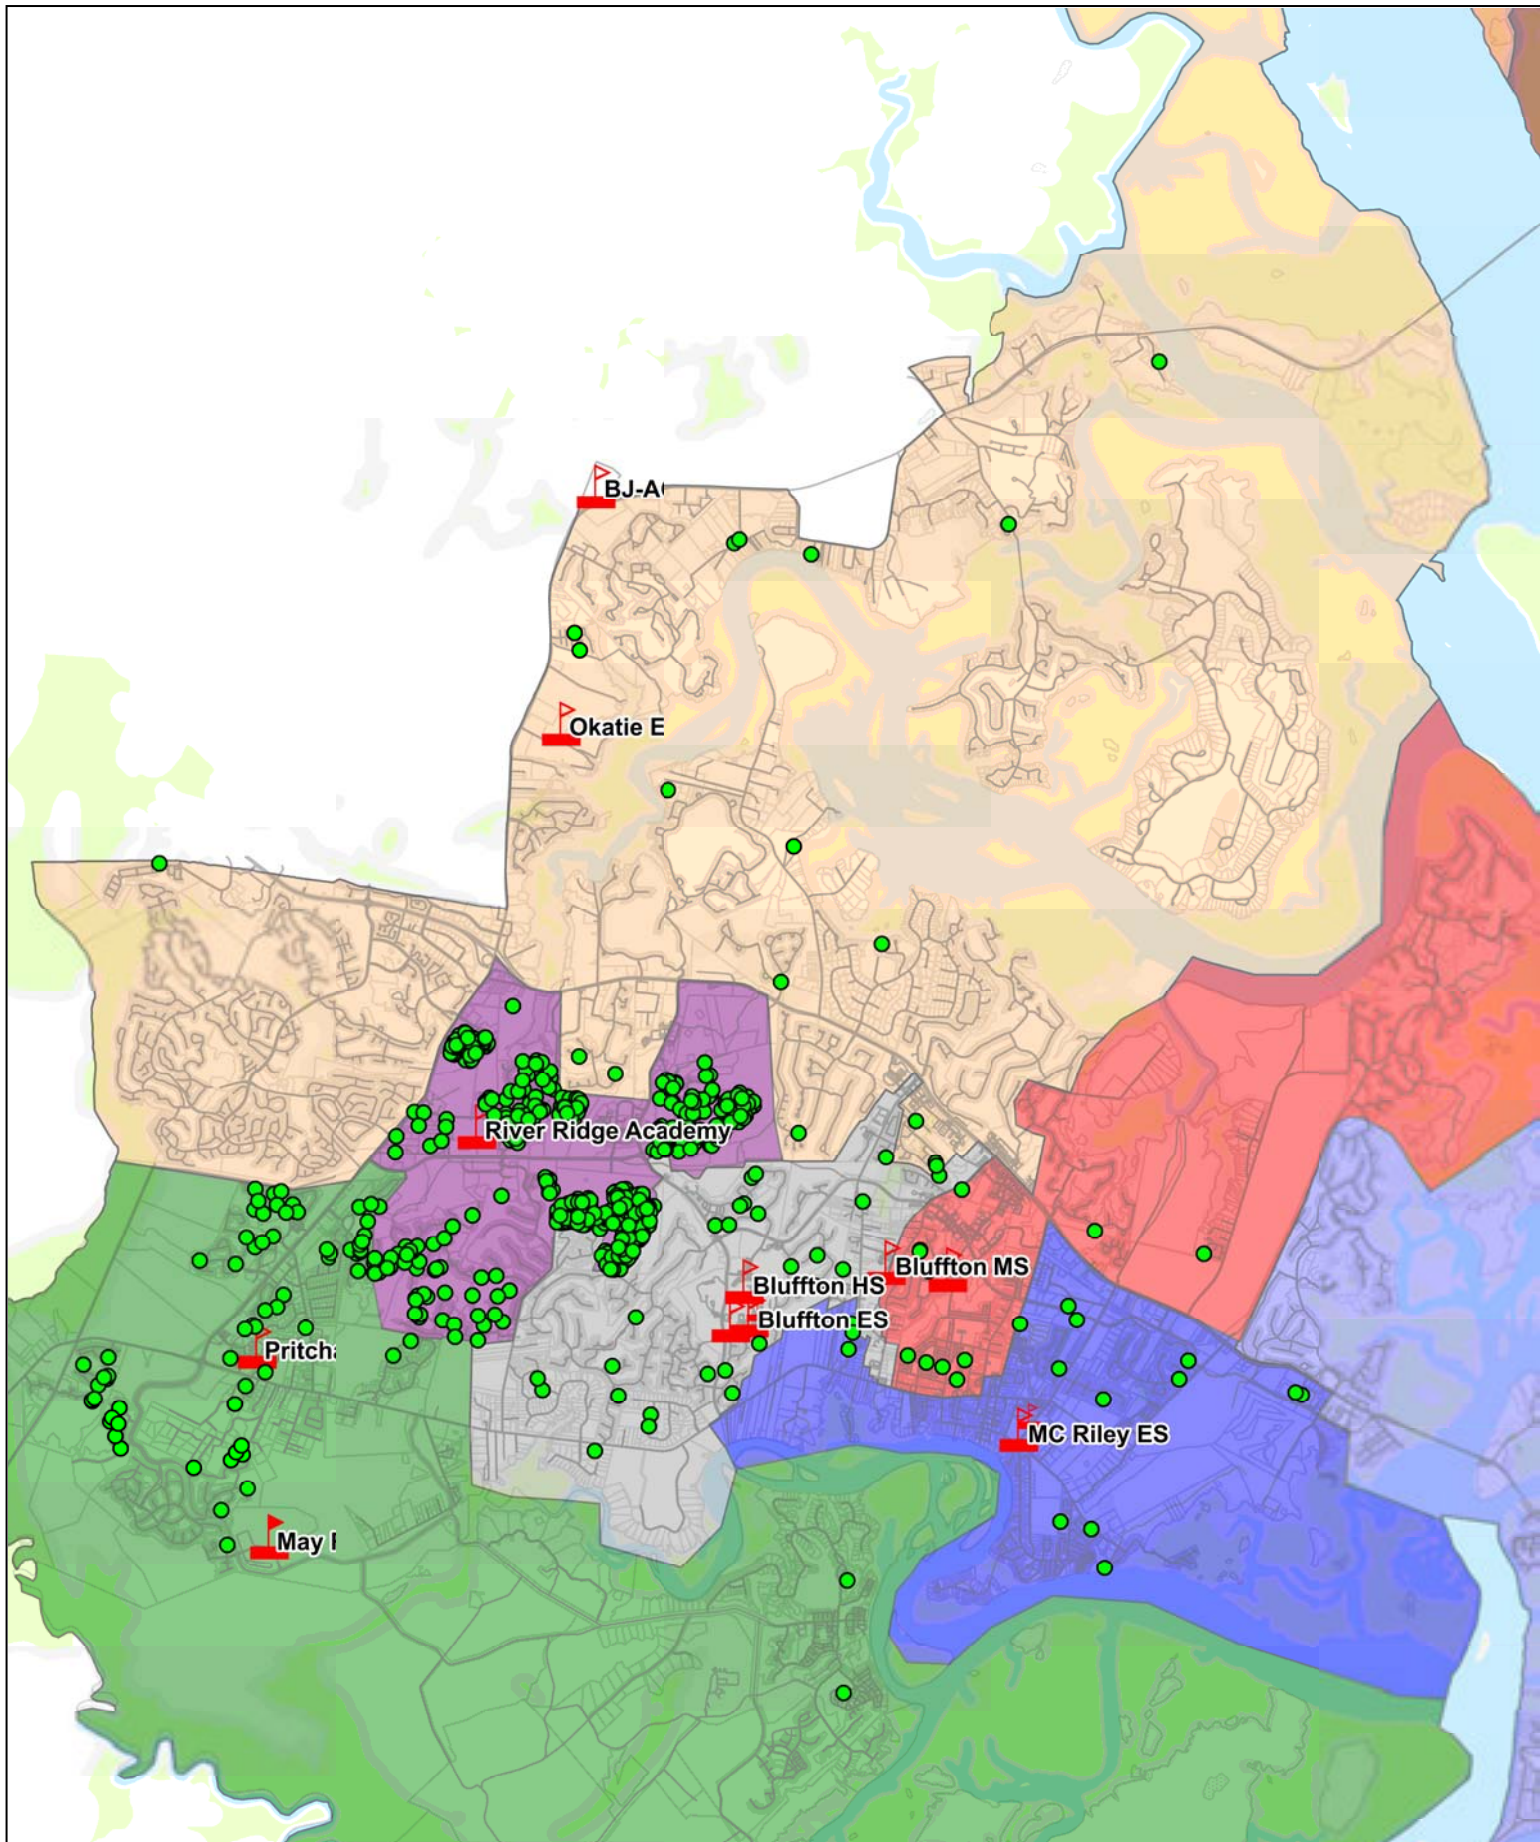 BJ-A
Okatie E
River Ridge Academy
Bluffton MS
Bluffton HS
Bluffton ES
Pritch
MC Riley ES
May